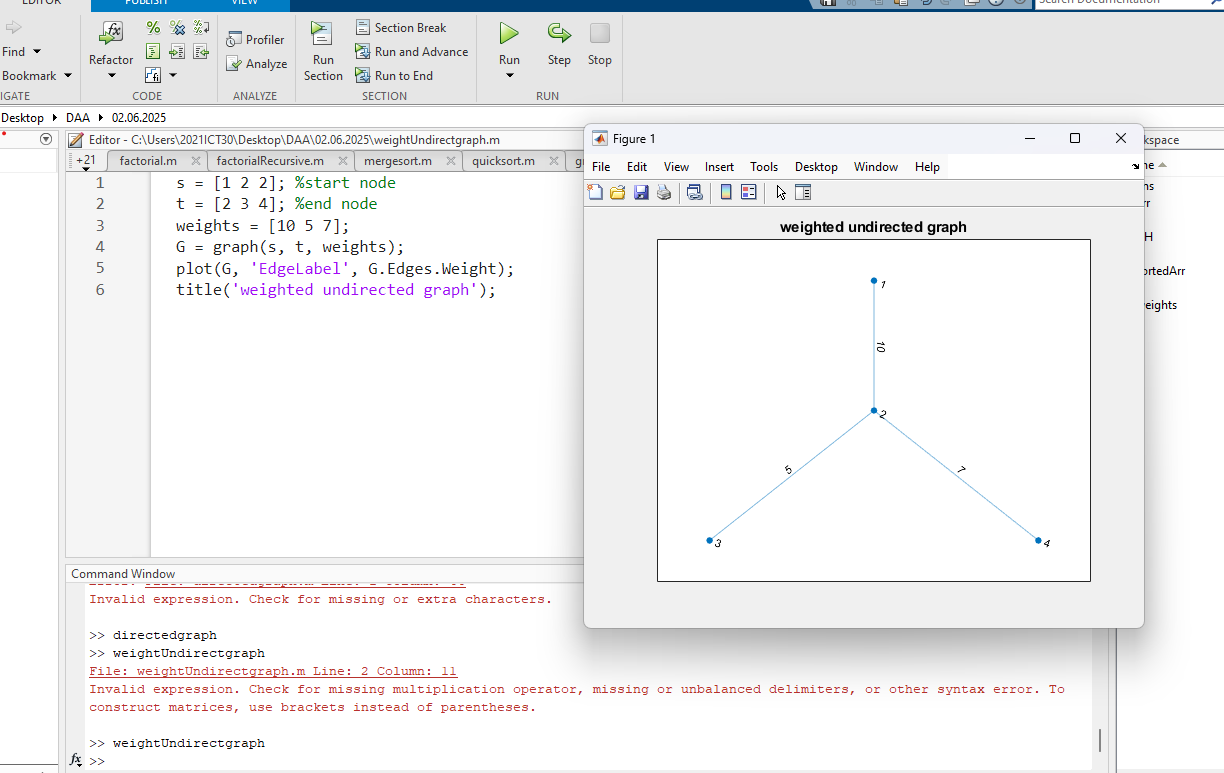 EDITOR PUBLISH VIEW
Search Documentation
Find
Bookmark
Refactor
Profiler
Analyze
Run
Section
Section Break
Run and Advance
Run to End
Run
Step
Stop
IGATE
CODE
ANALYZE
SECTION
RUN
Desktop DAA 02.06.2025
Editor - C:\Users\2021ICT30\Desktop\DAA\02.06.2025\weightUndirectgraph.m
+21 factorial.m factorialRecursive.m mergesort.m quicksort.m
1 s = [1 2 2]; %start node
2 t = [2 3 4]; %end node
3 weights = [10 5 7];
4 G = graph(s, t, weights);
5 plot(G, 'EdgeLabel', G.Edges.Weight);
6 title('weighted undirected graph');
Figure 1
File Edit View Insert Tools Desktop Window Help
weighted undirected graph
1
10
2
5
7
3
4
kspace
ne
ns
rr
H
ortedArr
eights
Command Window
Invalid expression. Check for missing or extra characters.
>> directedgraph
>> weightUndirectgraph
File: weightUndirectgraph.m Line: 2 Column: 11
Invalid expression. Check for missing multiplication operator, missing or unbalanced delimiters, or other syntax error. To
construct matrices, use brackets instead of parentheses.
>> weightUndirectgraph
fx >>